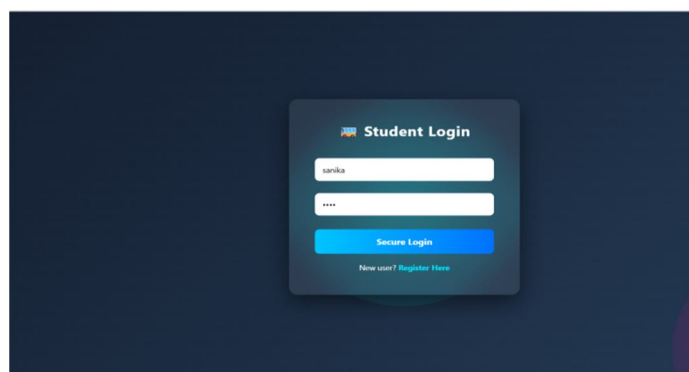 Student Login
sanika
••••
Secure Login
New user? Register Here